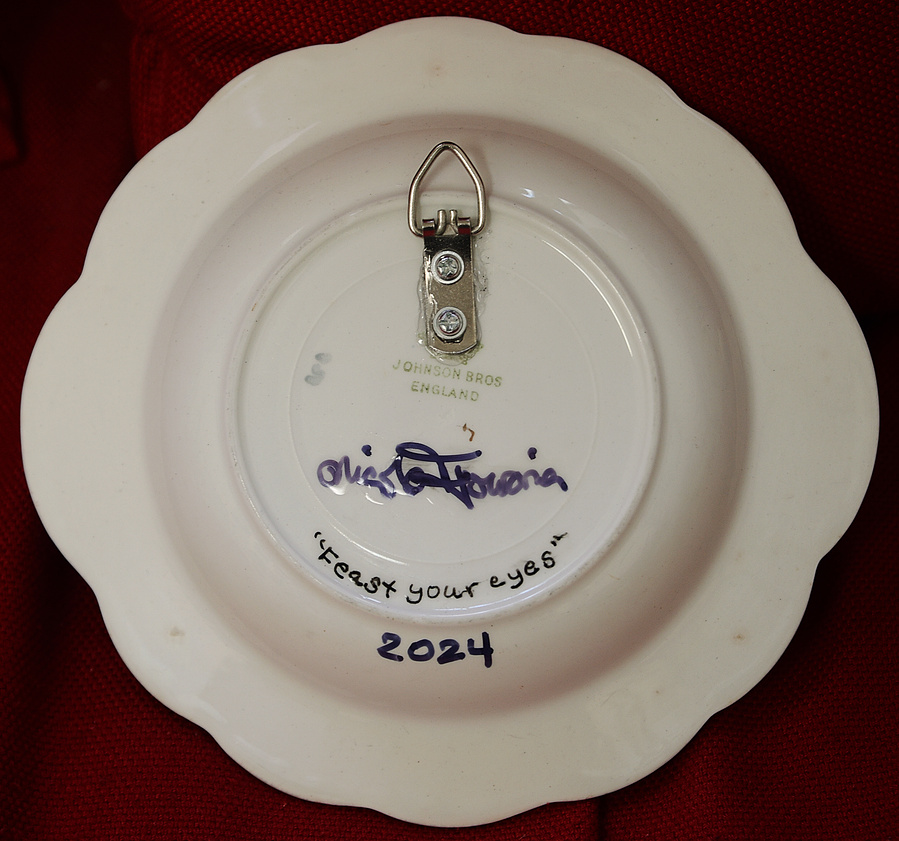 JOHNSON BROS
ENGLAND
"Feast your eyes"
2024